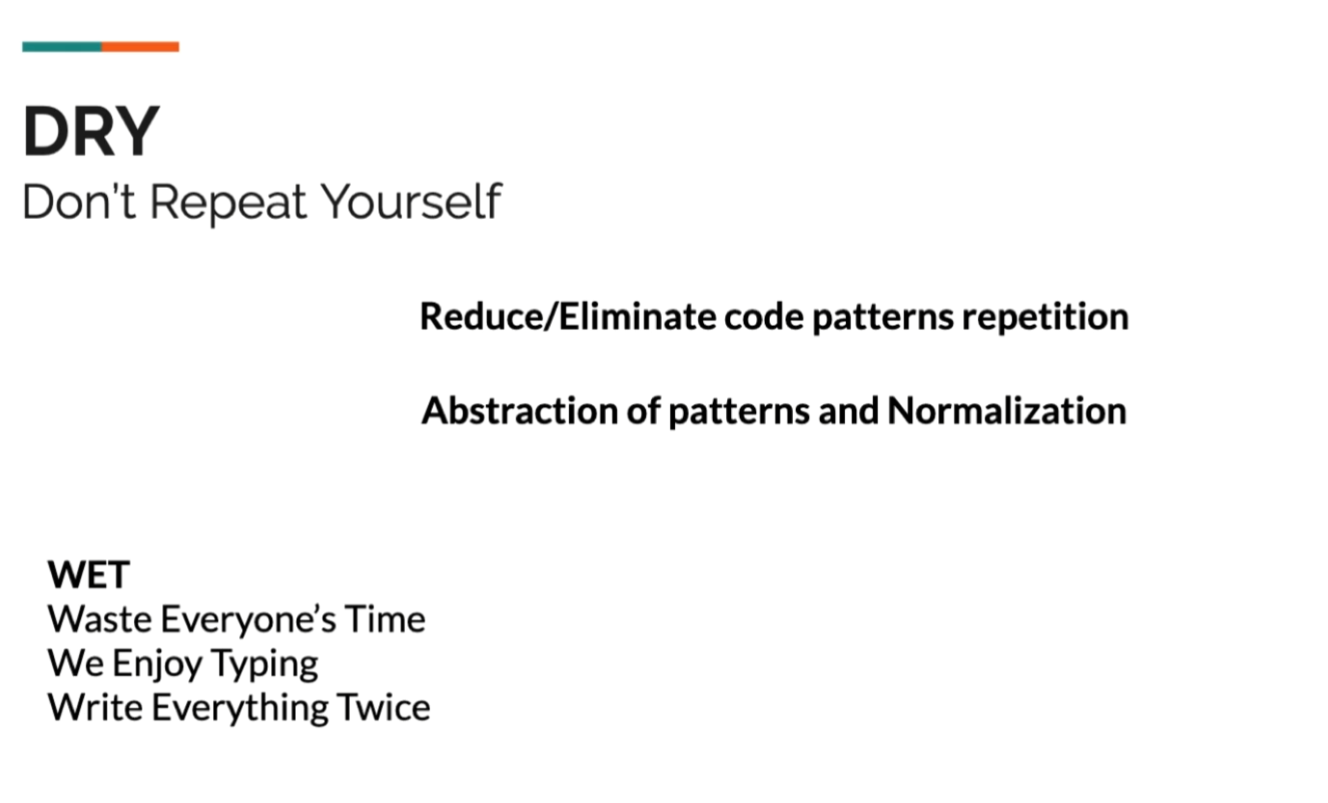 DRY
Don't Repeat Yourself
Reduce/Eliminate code patterns repetition
Abstraction of patterns and Normalization
WET
Waste Everyone’s Time
We Enjoy Typing
Write Everything Twice